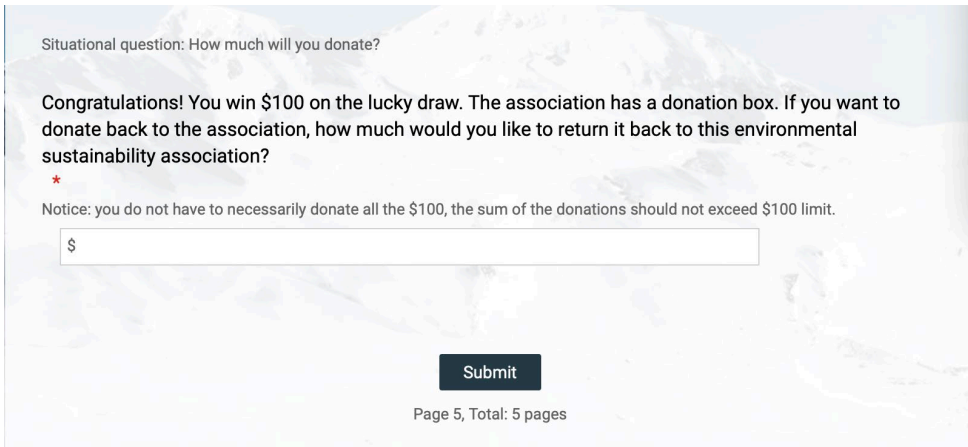 Situational question: How much will you donate?
Congratulations! You win $100 on the lucky draw. The association has a donation box. If you want to
donate back to the association, how much would you like to return it back to this environmental
sustainability association?
*
Notice: you do not have to necessarily donate all the $100, the sum of the donations should not exceed $100 limit.
$
Submit
Page 5, Total: 5 pages